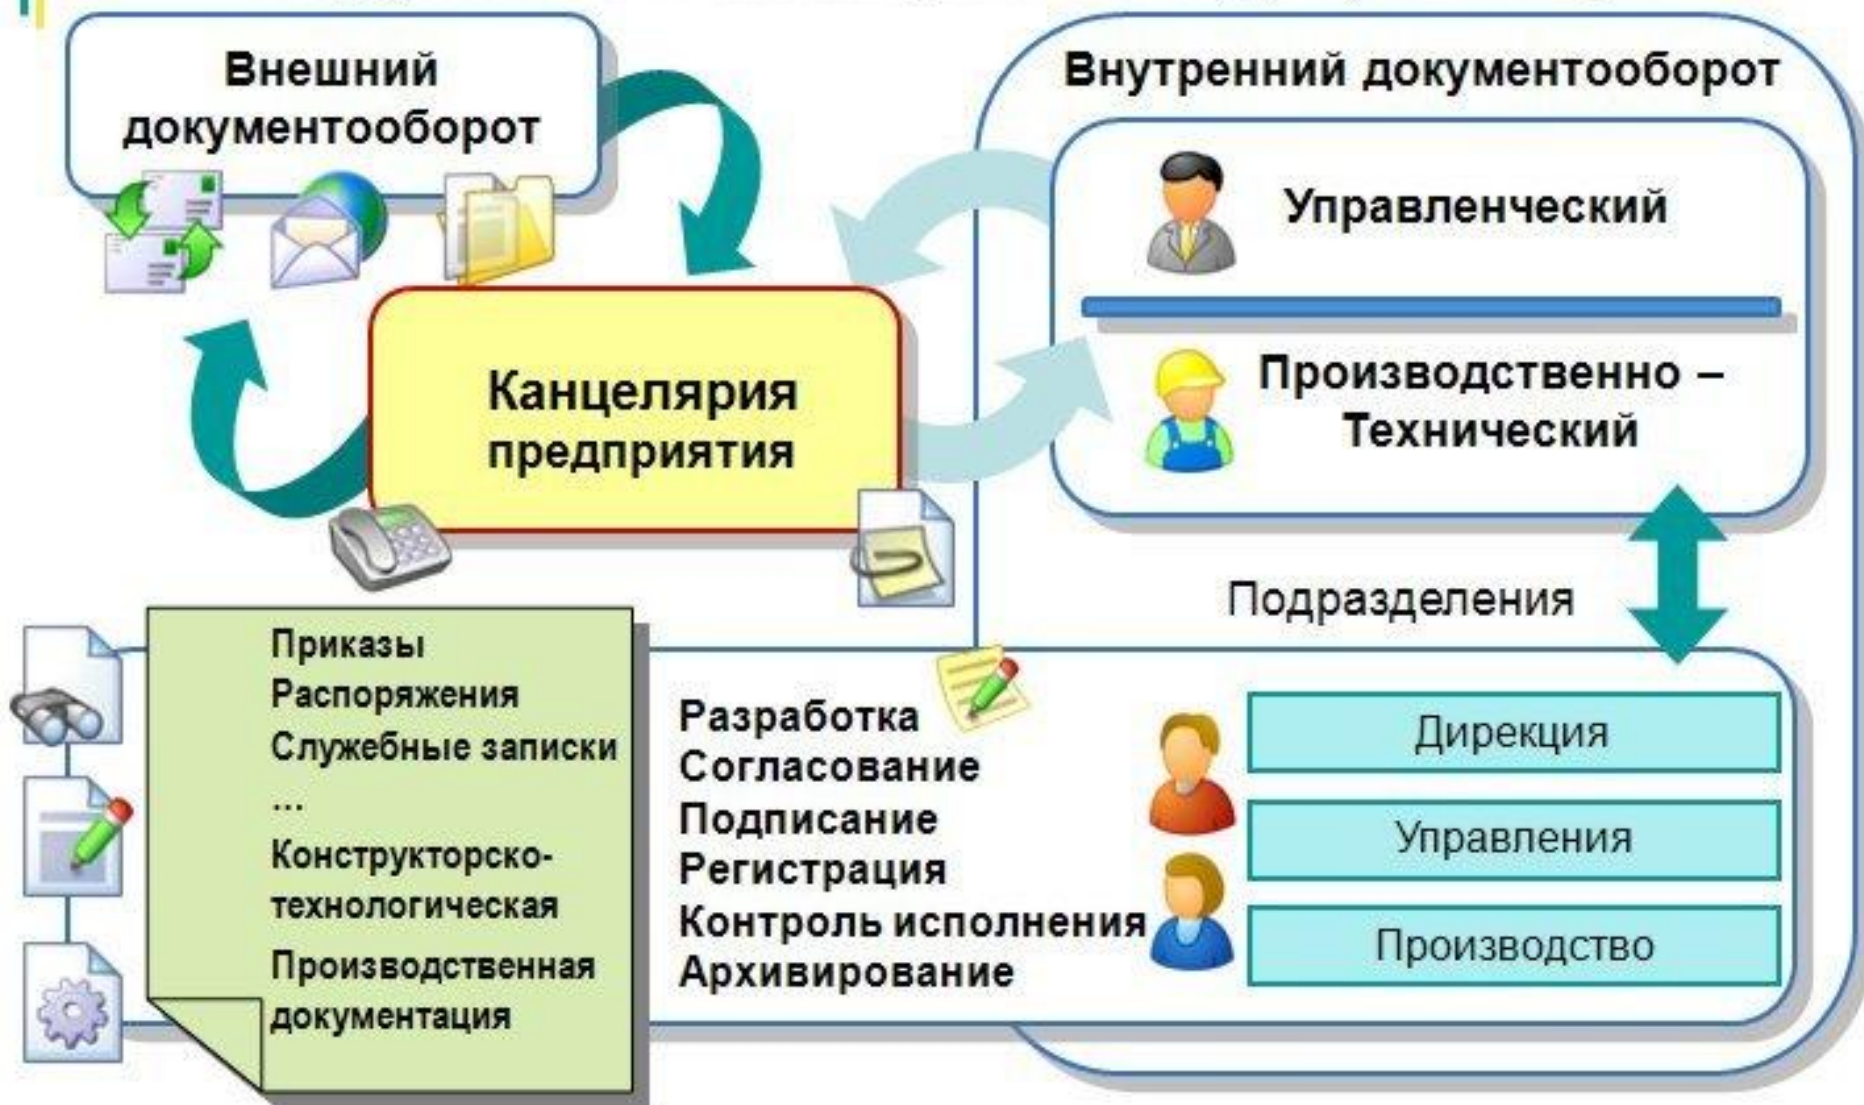 Внешний
документооборот
Внутренний документооборот
Управленческий
Производственно –
Технический
Канцелярия
предприятия
Подразделения
Приказы
Распоряжения
Служебные записки
...
Конструкторско-
технологическая
Производственная
документация
Разработка
Согласование
Подписание
Регистрация
Контроль исполнения
Архивирование
Дирекция
Управления
Производство